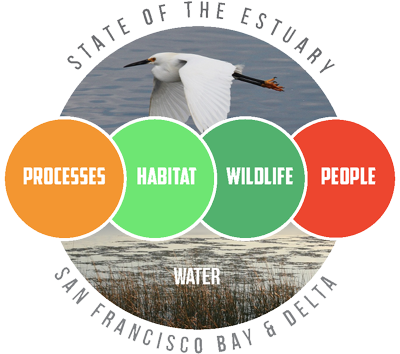 STATE OF THE ESTUARY
PROCESSES
HABITAT
WILDLIFE
PEOPLE
WATER
SAN FRANCISCO BAY & DELTA